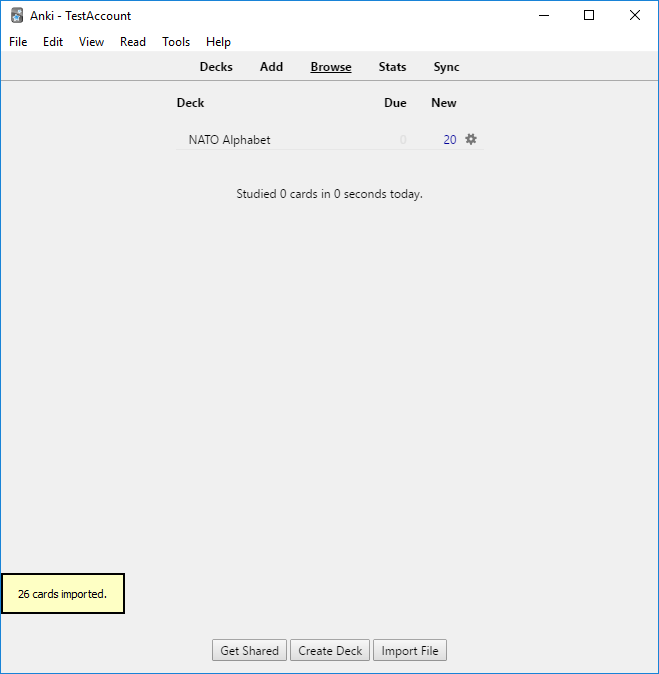 Anki - TestAccount
File Edit View Read Tools Help
Decks Add Browse Stats Sync
Deck Due New
NATO Alphabet 0 20
Studied 0 cards in 0 seconds today.
26 cards imported.
Get Shared Create Deck Import File